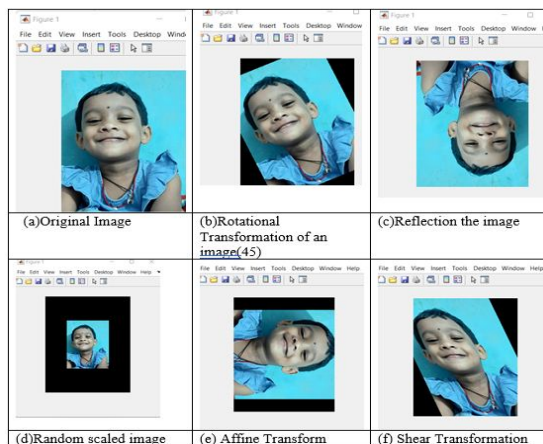 Figure 1
File Edit View Insert Tools Desktop Wind
Figure 1
File Edit View Insert Tools Desktop Window
Figure 1
File Edit View Insert Tools Desktop Window
(a)Original Image
(b)Rotational
Transformation of an
image(45)
(c)Reflection the image
Figure 1
File Edit View Insert Tools Desktop Window Help
File Edit View Insert Tools Desktop Window Help
File Edit View Insert Tools Desktop Window Help
(d)Random scaled image
(e) Affine Transform
(f) Shear Transformation